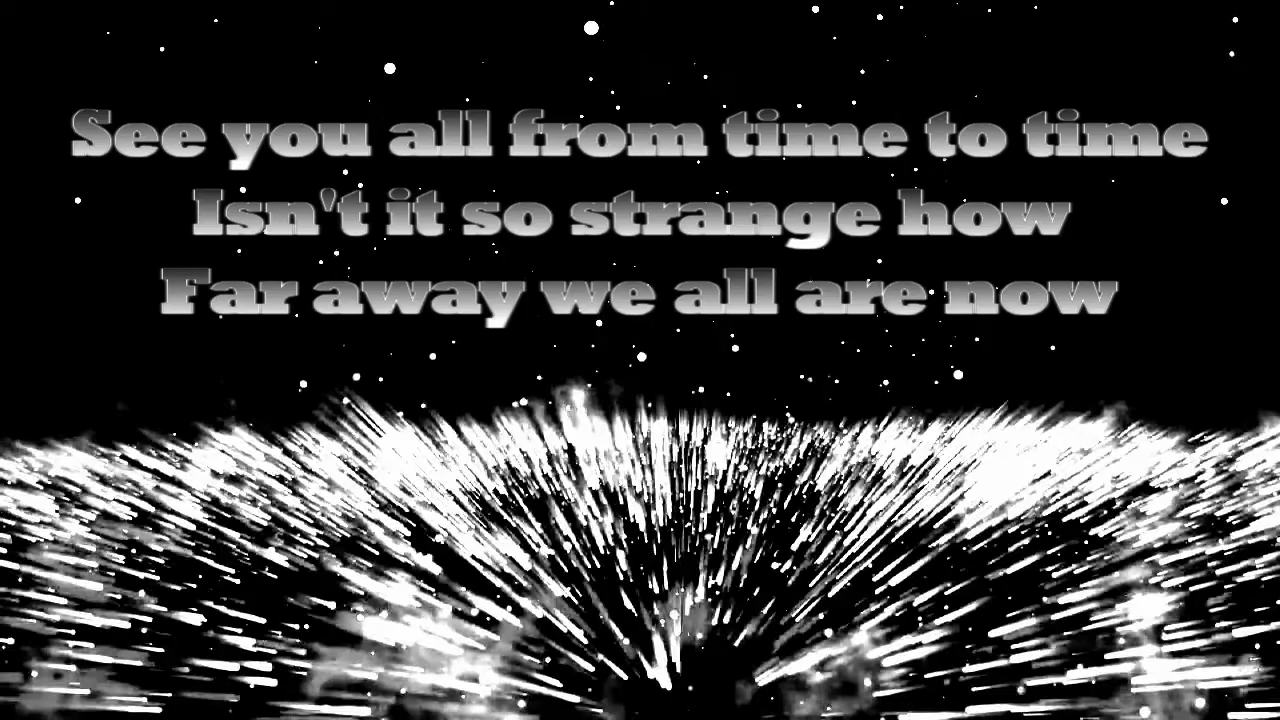 See you all from time to time
Isn't it so strange how
Far away we all are now